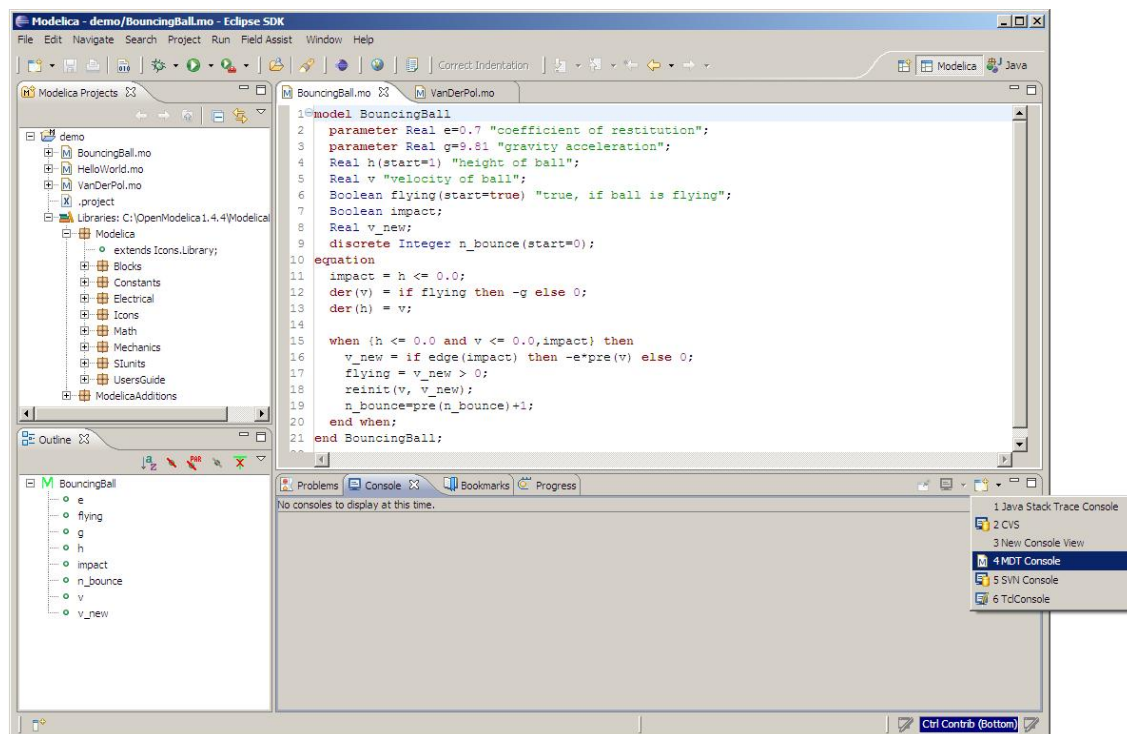 Modelica - demo/BouncingBall.mo - Eclipse SDK
File Edit Navigate Search Project Run Field Assist Window Help
Correct Indentation
Modelica Java
Modelica Projects
demo
BouncingBall.mo
HelloWorld.mo
VanDerPol.mo
.project
Libraries: C:\OpenModelica1.4.4\Modelical
Modelica
extends Icons.Library;
Blocks
Constants
Electrical
Icons
Math
Mechanics
SIunits
UsersGuide
ModelicaAdditions
BouncingBall.mo VanDerPol.mo
1 model BouncingBall
2 parameter Real e=0.7 "coefficient of restitution";
3 parameter Real g=9.81 "gravity acceleration";
4 Real h(start=1) "height of ball";
5 Real v "velocity of ball";
6 Boolean flying(start=true) "true, if ball is flying";
7 Boolean impact;
8 Real v_new;
9 discrete Integer n_bounce(start=0);
10 equation
11 impact = h <= 0.0;
12 der(v) = if flying then -g else 0;
13 der(h) = v;
14
15 when {h <= 0.0 and v <= 0.0,impact} then
16 v_new = if edge(impact) then -e*pre(v) else 0;
17 flying = v_new > 0;
18 reinit(v, v_new);
19 n_bounce=pre(n_bounce)+1;
20 end when;
21 end BouncingBall;
Outline
BouncingBall
e
flying
g
h
impact
n_bounce
v
v_new
Problems Console Bookmarks Progress
No consoles to display at this time.
1 Java Stack Trace Console
2 CVS
3 New Console View
4 MDT Console
5 SVN Console
6 TclConsole
Ctrl Contrib (Bottom)